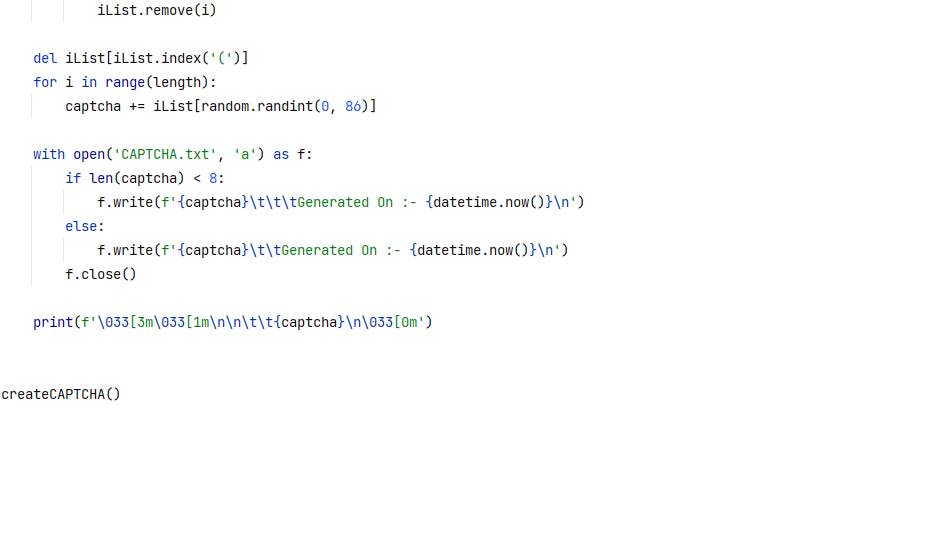 iList.remove(i)
del iList[iList.index('(')]
for i in range(length):
captcha += iList[random.randint(0, 86)]
with open('CAPTCHA.txt', 'a') as f:
if len(captcha) < 8:
f.write(f'{captcha}\t\t\tGenerated On :- {datetime.now()}\n')
else:
f.write(f'{captcha}\t\tGenerated On :- {datetime.now()}\n')
f.close()
print(f'\033[3m\033[1m\n\n\t\t{captcha}\n\033[0m')
createCAPTCHA()